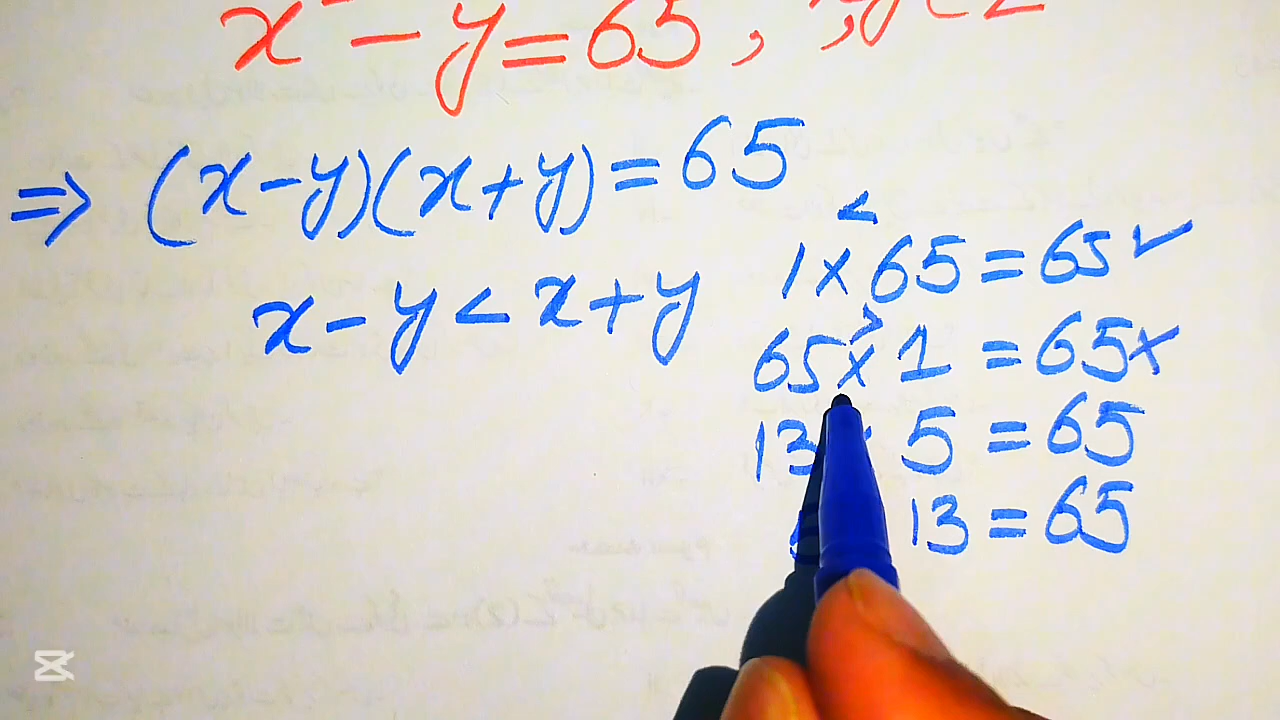 x² - y = 65 ,
⇒ (x-y)(x+y) = 65
x - y < x + y
<
1 × 65 = 65 ✓
>
65 × 1 = 65 ×
13 × 5 = 65
13 = 65